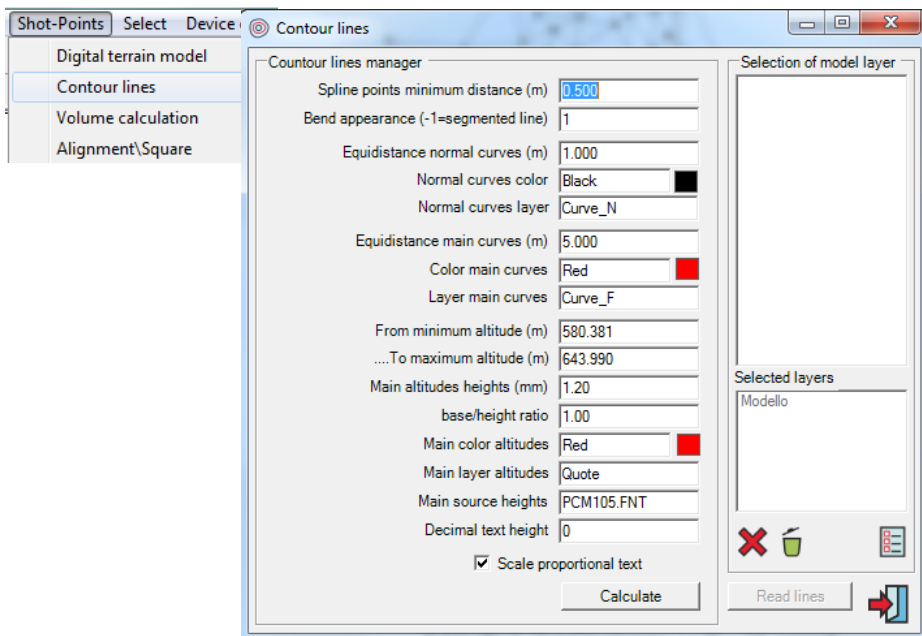 Shot-Points Select Device
Digital terrain model
Contour lines
Volume calculation
Alignment\Square
Contour lines
Countour lines manager
Spline points minimum distance (m) 0.500
Bend appearance (-1=segmented line) 1
Equidistance normal curves (m) 1.000
Normal curves color Black
Normal curves layer Curve_N
Equidistance main curves (m) 5.000
Color main curves Red
Layer main curves Curve_F
From minimum altitude (m) 580.381
....To maximum altitude (m) 643.990
Main altitudes heights (mm) 1.20
base/height ratio 1.00
Main color altitudes Red
Main layer altitudes Quote
Main source heights PCM105.FNT
Decimal text height 0
Scale proportional text
Calculate
Selection of model layer
Selected layers
Modello
Read lines